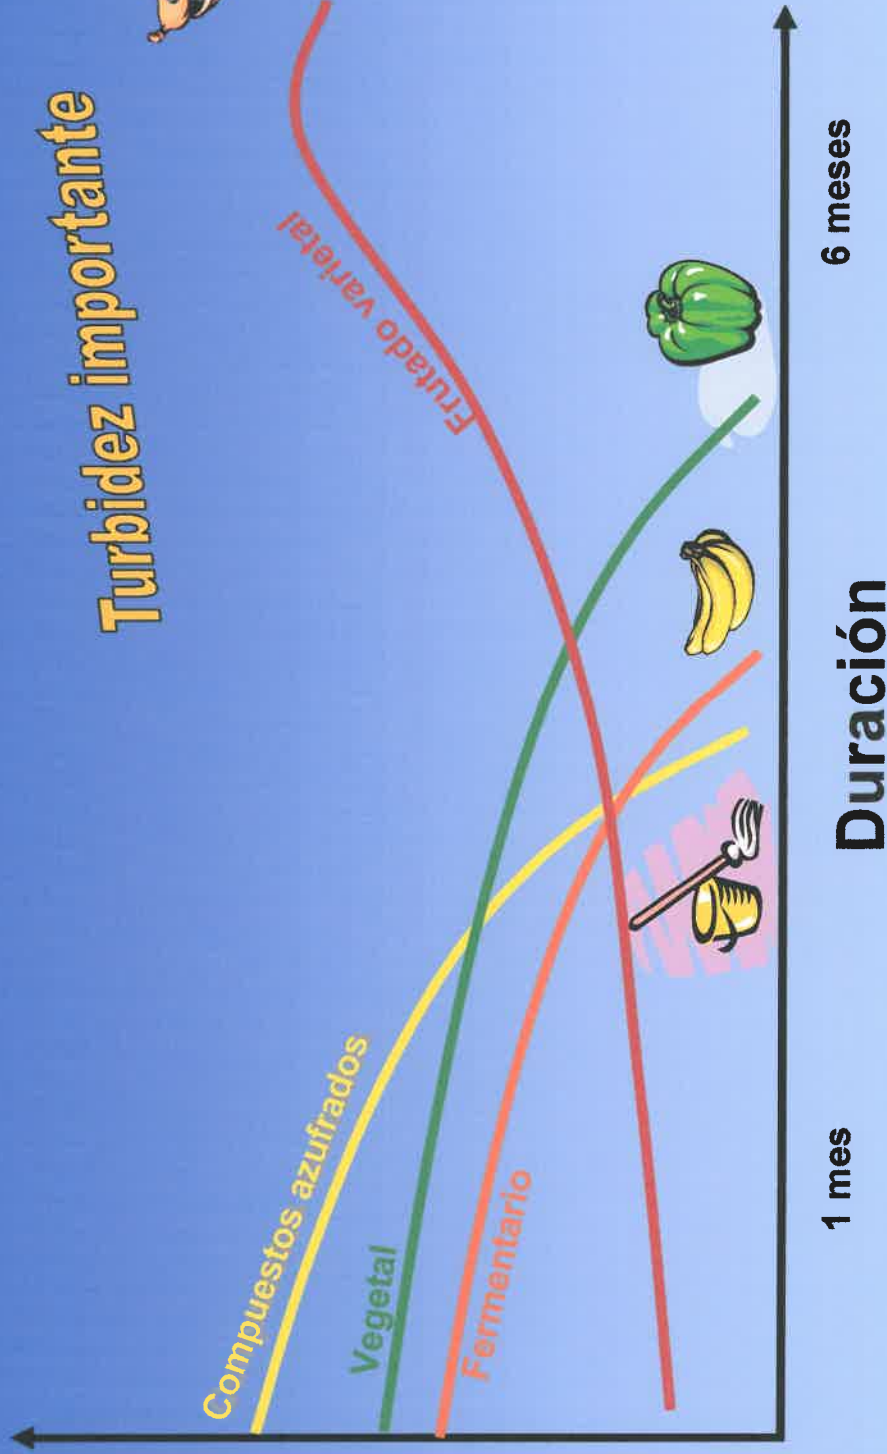 Turbidez importante
Compuestos azufrados
Vegetal
Fermentario
Frutado varietal
1 mes
6 meses
Duración